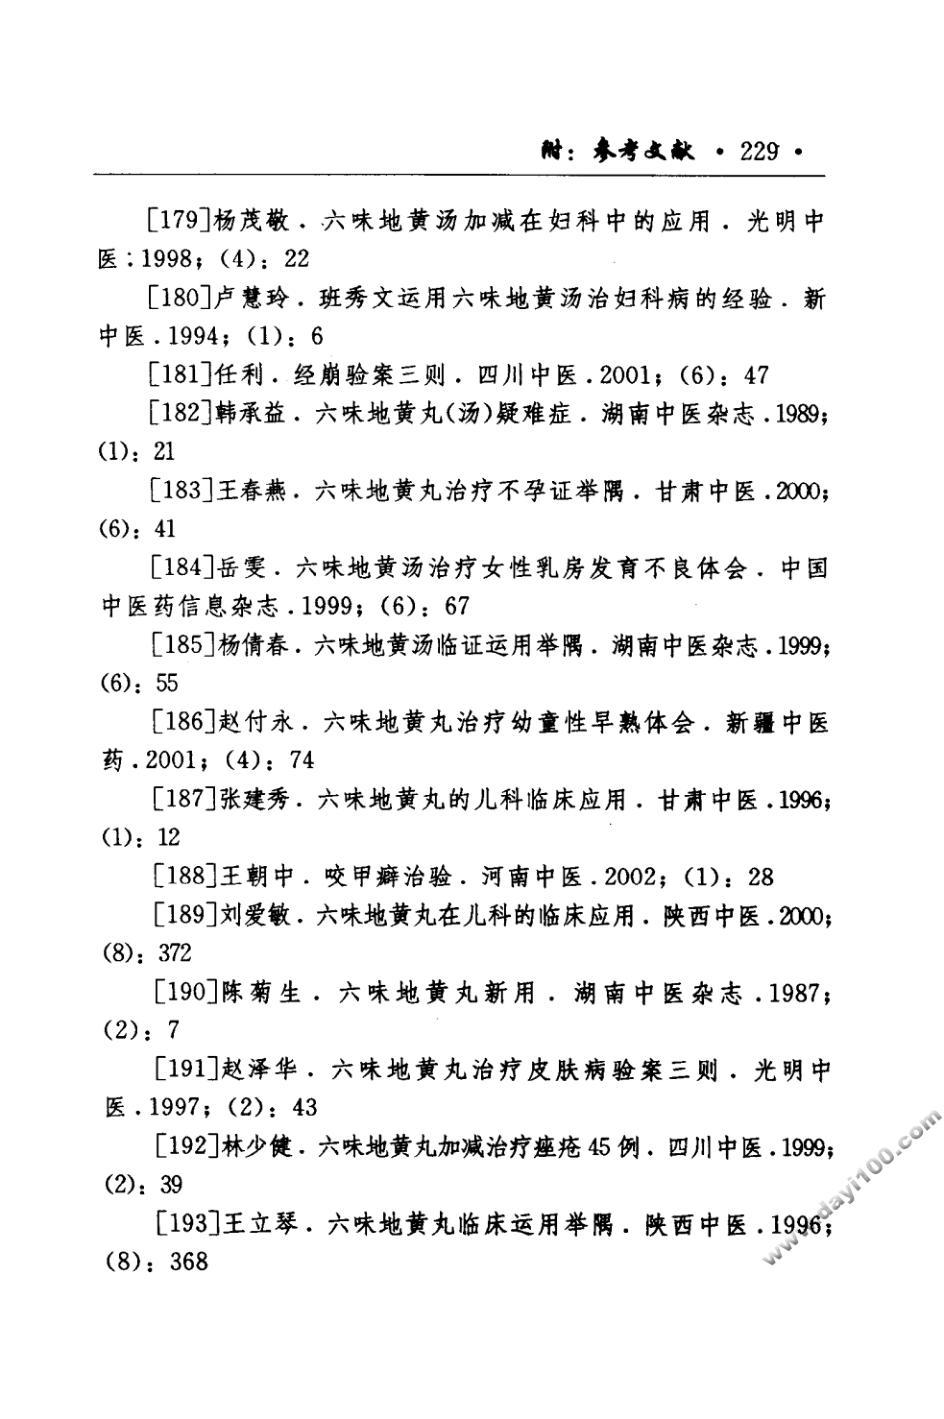 附：参考文献 · 229 ·
[179]杨茂敬．六味地黄汤加减在妇科中的应用．光明中
医：1998；（4）：22
[180]卢慧玲．班秀文运用六味地黄汤治妇科病的经验．新
中医．1994；（1）：6
[181]任利．经崩验案三则．四川中医．2001；（6）：47
[182]韩承益．六味地黄丸(汤)疑难症．湖南中医杂志．1989；
（1）：21
[183]王春燕．六味地黄丸治疗不孕证举隅．甘肃中医．2000；
（6）：41
[184]岳雯．六味地黄汤治疗女性乳房发育不良体会．中国
中医药信息杂志．1999；（6）：67
[185]杨倩春．六味地黄汤临证运用举隅．湖南中医杂志．1999；
（6）：55
[186]赵付永．六味地黄丸治疗幼童性早熟体会．新疆中医
药．2001；（4）：74
[187]张建秀．六味地黄丸的儿科临床应用．甘肃中医．1996；
（1）：12
[188]王朝中．咬甲癖治验．河南中医．2002；（1）：28
[189]刘爱敏．六味地黄丸在儿科的临床应用．陕西中医．2000；
（8）：372
[190]陈菊生．六味地黄丸新用．湖南中医杂志．1987；
（2）：7
[191]赵泽华．六味地黄丸治疗皮肤病验案三则．光明中
医．1997；（2）：43
[192]林少健．六味地黄丸加减治疗痤疮45例．四川中医．1999；
（2）：39
[193]王立琴．六味地黄丸临床运用举隅．陕西中医．1996；
（8）：368
www.dayi100.com